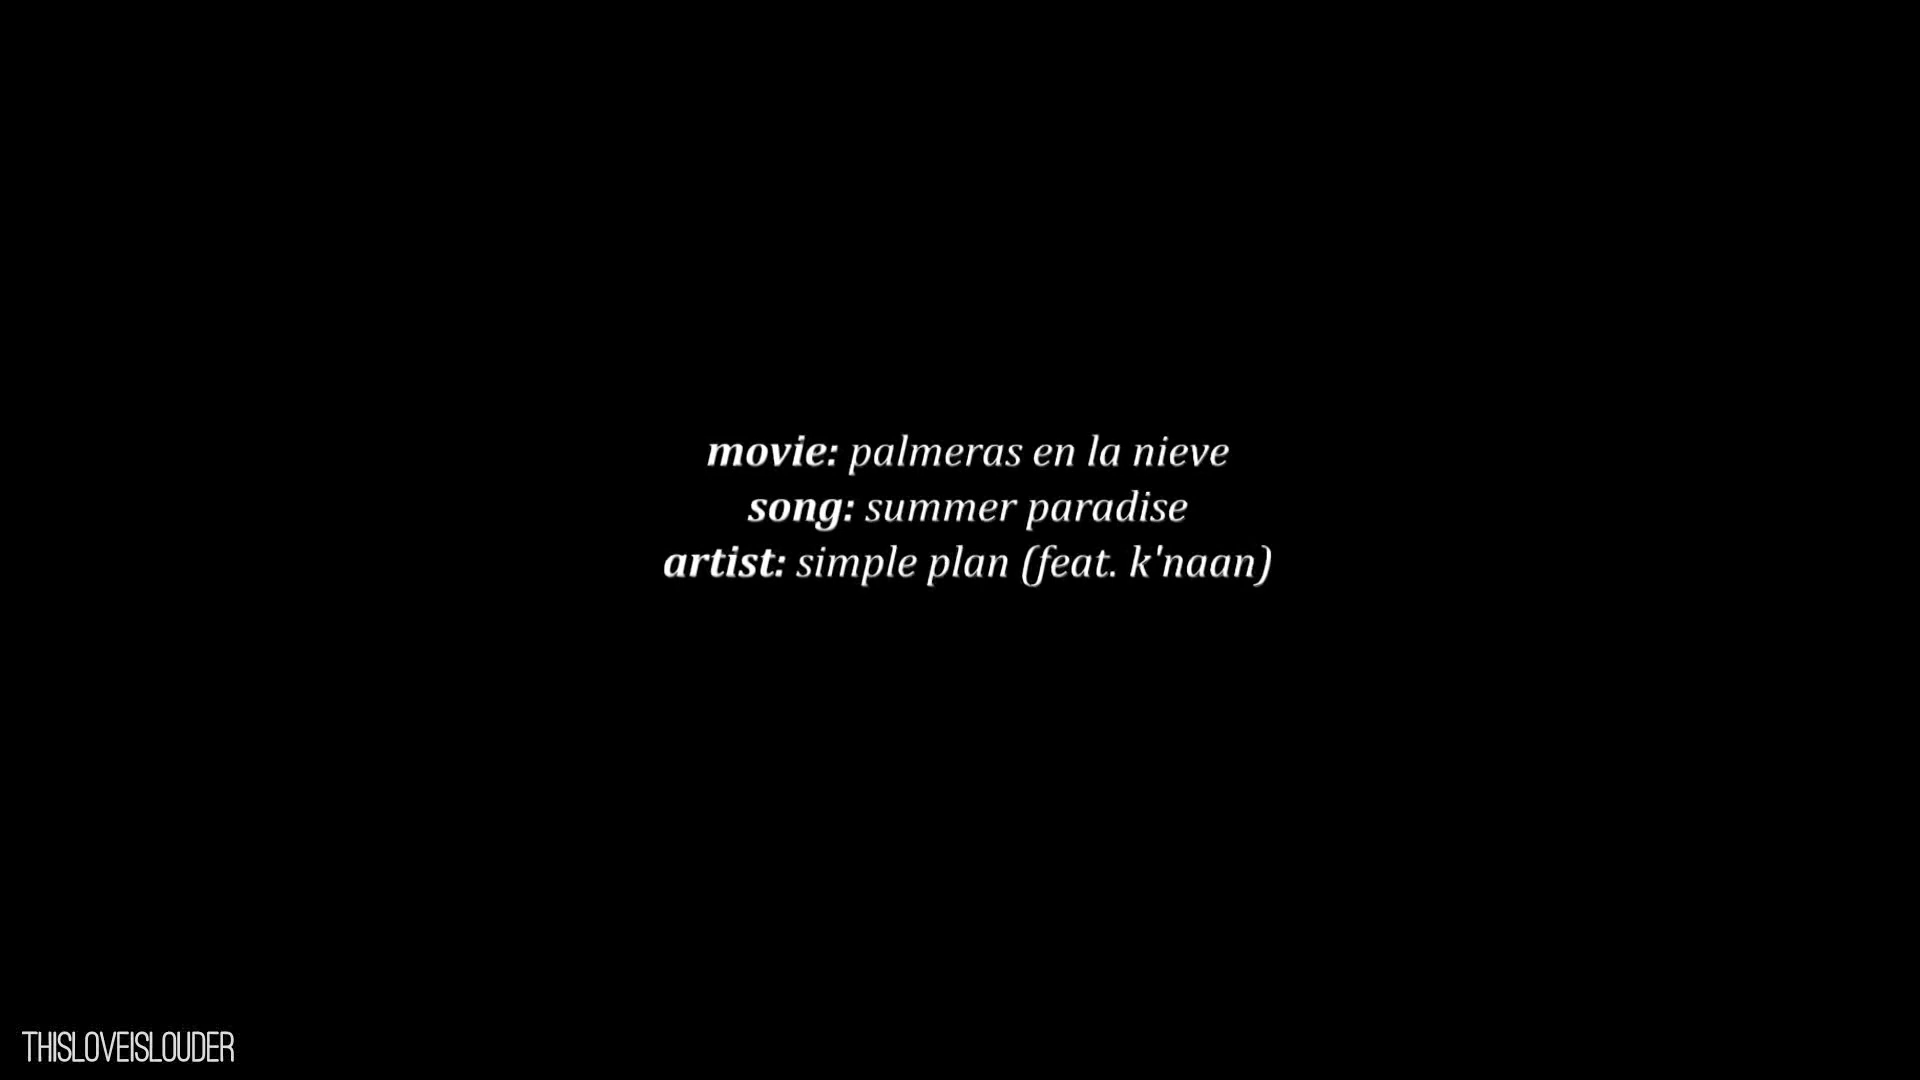 movie: palmeras en la nieve
song: summer paradise
artist: simple plan (feat. k'naan)
THISLOVEISLOUDER